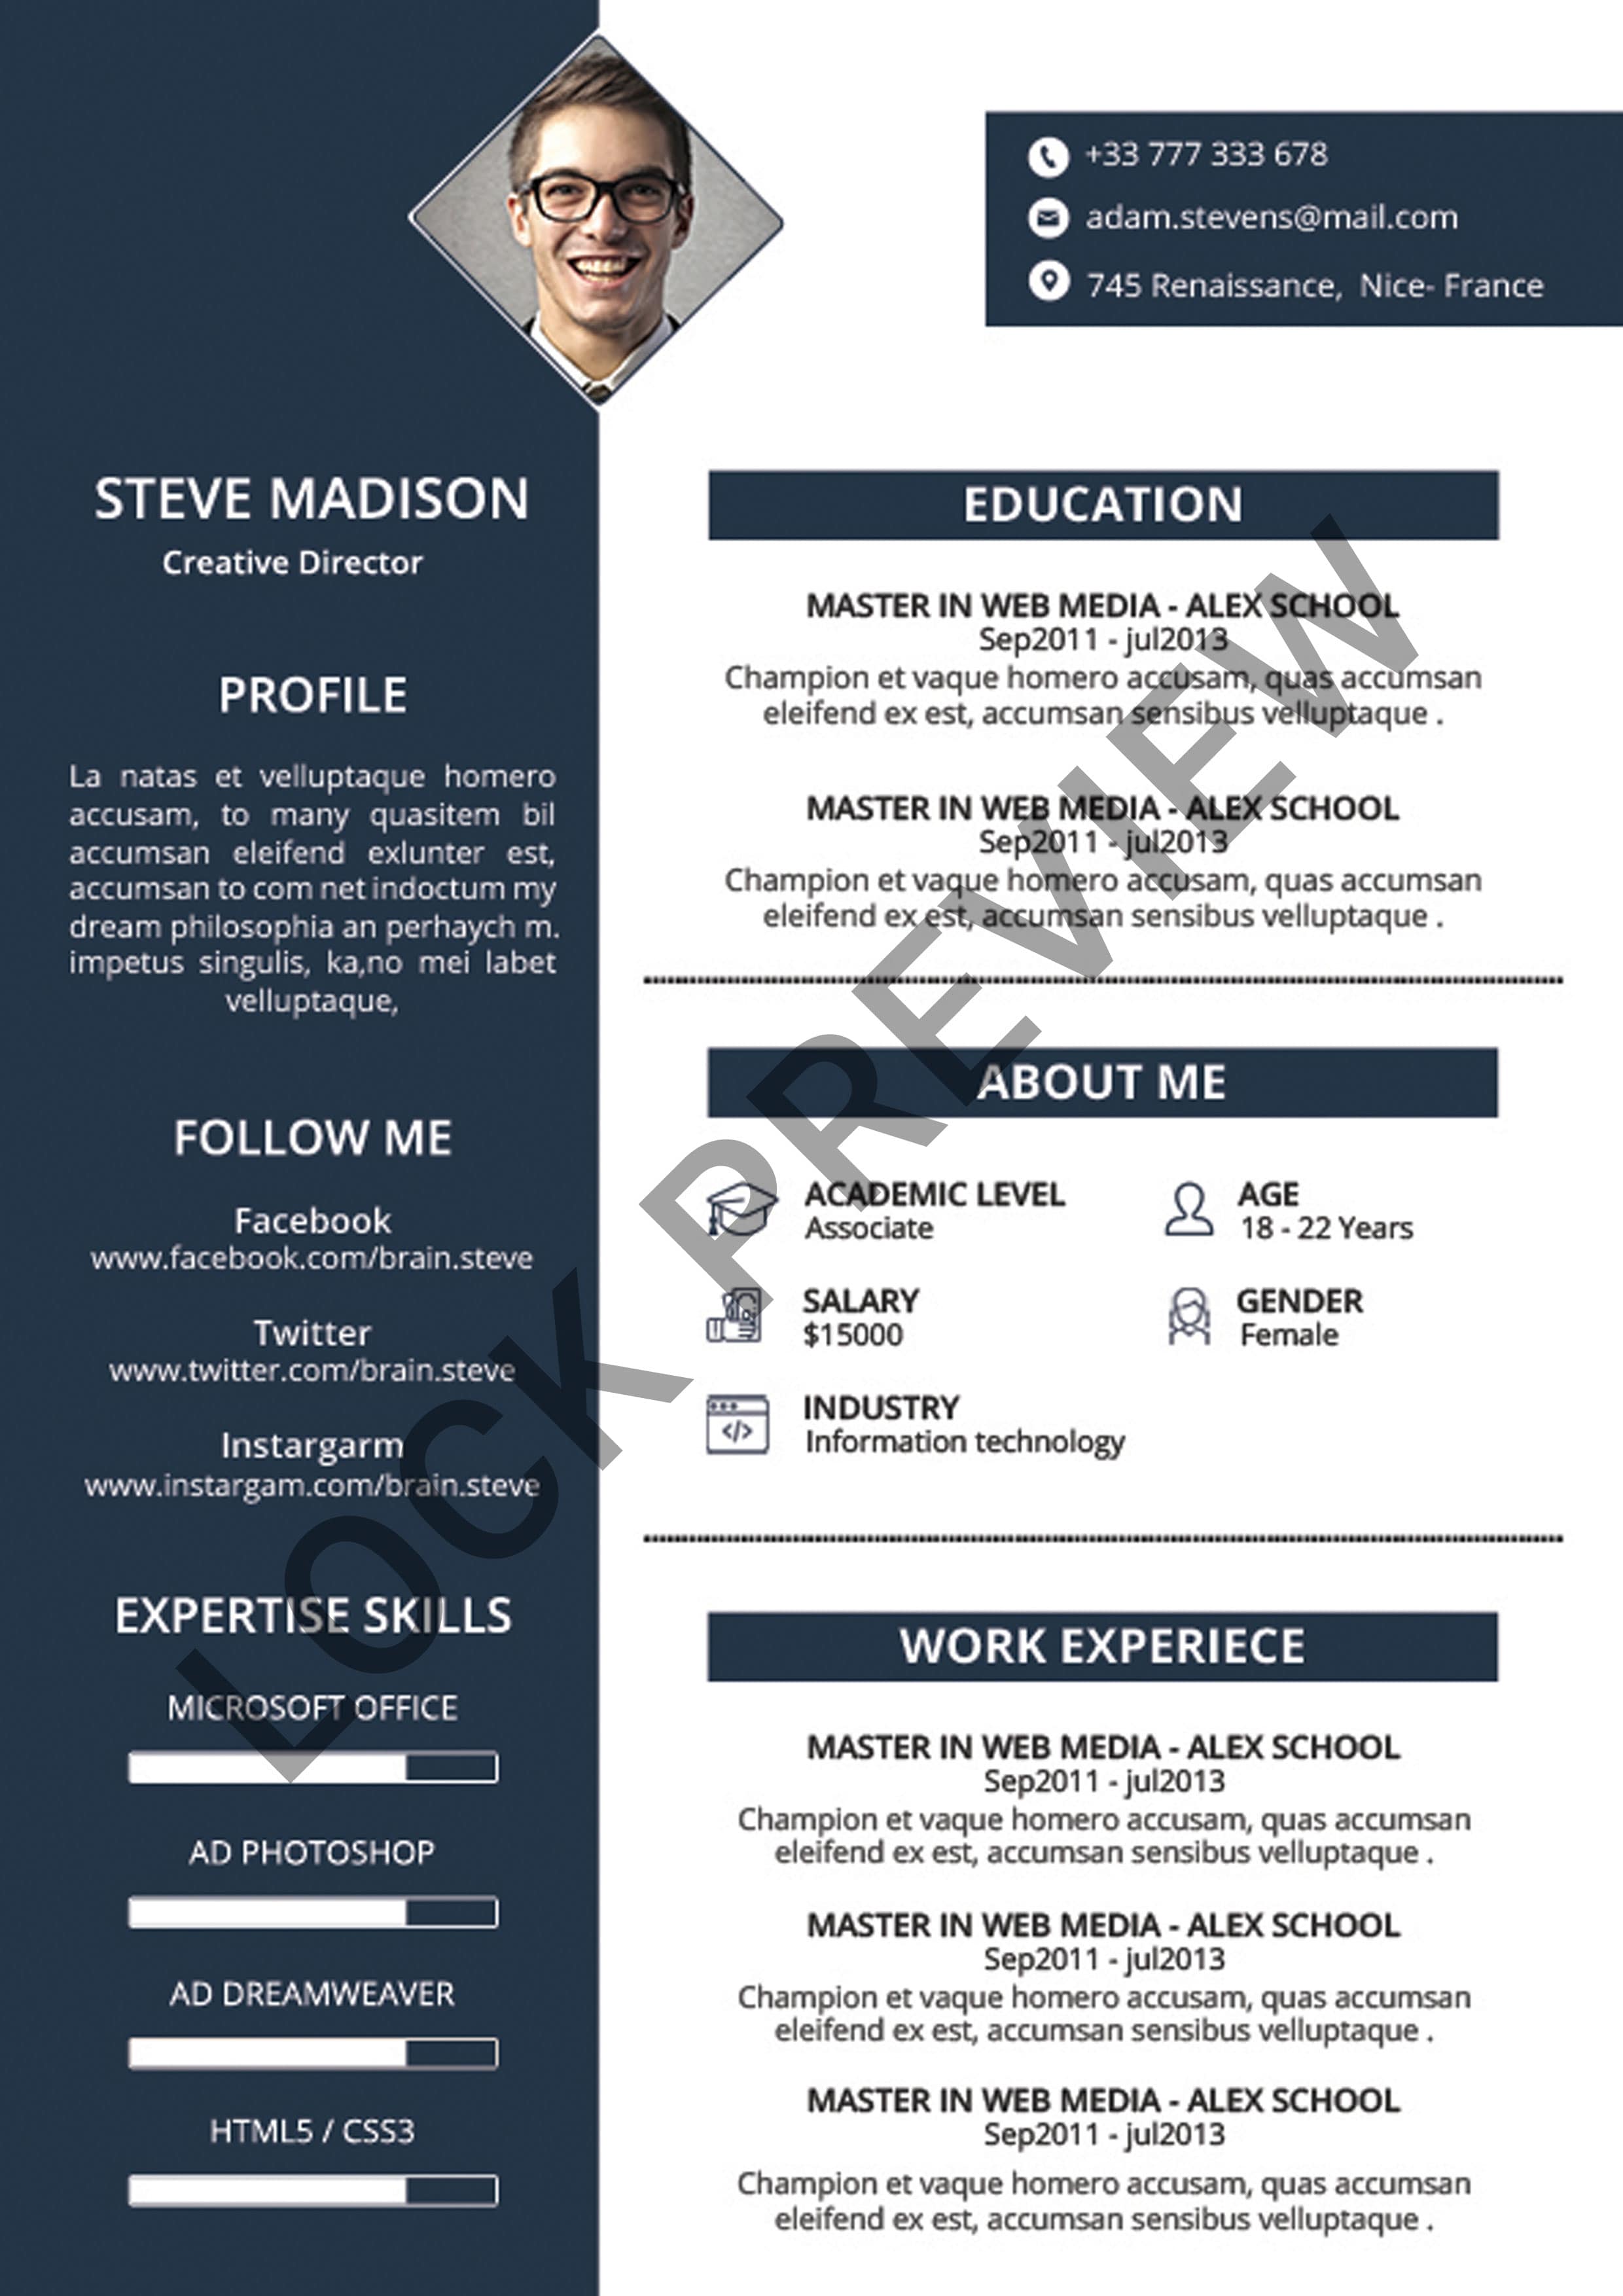 +33 777 333 678
adam.stevens@mail.com
745 Renaissance,  Nice- France
STEVE MADISON
Creative Director
PROFILE
La natas et velluptaque homero
accusam, to many quasitem bil
accumsan eleifend exlunter est,
accumsan to com net indoctum my
dream philosophia an perhaych m.
impetus singulis, ka,no mei labet
velluptaque,
FOLLOW ME
Facebook
www.facebook.com/brain.steve
Twitter
www.twitter.com/brain.steve
Instargarm
www.instargam.com/brain.steve
EXPERTISE SKILLS
MICROSOFT OFFICE
AD PHOTOSHOP
AD DREAMWEAVER
HTML5 / CSS3
EDUCATION
MASTER IN WEB MEDIA - ALEX SCHOOL
Sep2011 - jul2013
Champion et vaque homero accusam, quas accumsan
eleifend ex est, accumsan sensibus velluptaque .
MASTER IN WEB MEDIA - ALEX SCHOOL
Sep2011 - jul2013
Champion et vaque homero accusam, quas accumsan
eleifend ex est, accumsan sensibus velluptaque .
ABOUT ME
ACADEMIC LEVEL
Associate
AGE
18 - 22 Years
SALARY
$15000
GENDER
Female
INDUSTRY
Information technology
WORK EXPERIECE
MASTER IN WEB MEDIA - ALEX SCHOOL
Sep2011 - jul2013
Champion et vaque homero accusam, quas accumsan
eleifend ex est, accumsan sensibus velluptaque .
MASTER IN WEB MEDIA - ALEX SCHOOL
Sep2011 - jul2013
Champion et vaque homero accusam, quas accumsan
eleifend ex est, accumsan sensibus velluptaque .
MASTER IN WEB MEDIA - ALEX SCHOOL
Sep2011 - jul2013
Champion et vaque homero accusam, quas accumsan
eleifend ex est, accumsan sensibus velluptaque .
LOCK PREVIEW